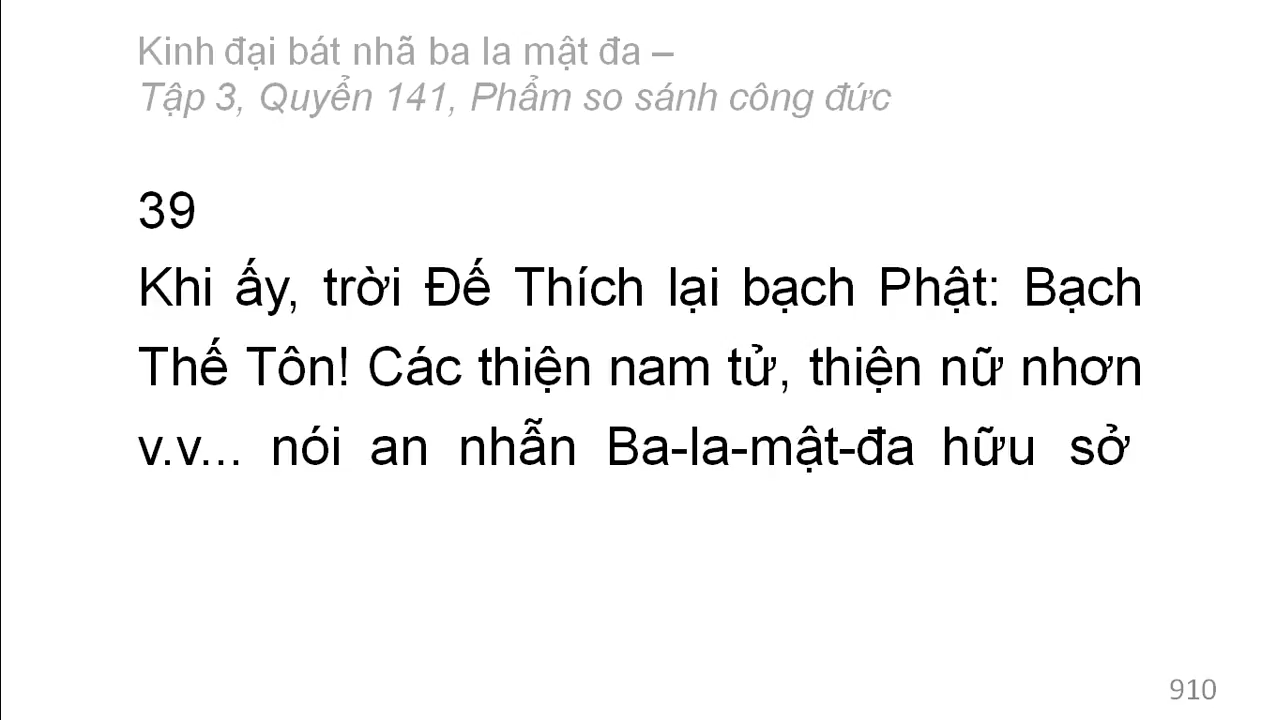 Kinh đại bát nhã ba la mật đa –
Tập 3, Quyển 141, Phẩm so sánh công đức
39
Khi ấy, trời Đế Thích lại bạch Phật: Bạch
Thế Tôn! Các thiện nam tử, thiện nữ nhơn
v.v... nói an nhẫn Ba-la-mật-đa hữu sở
910